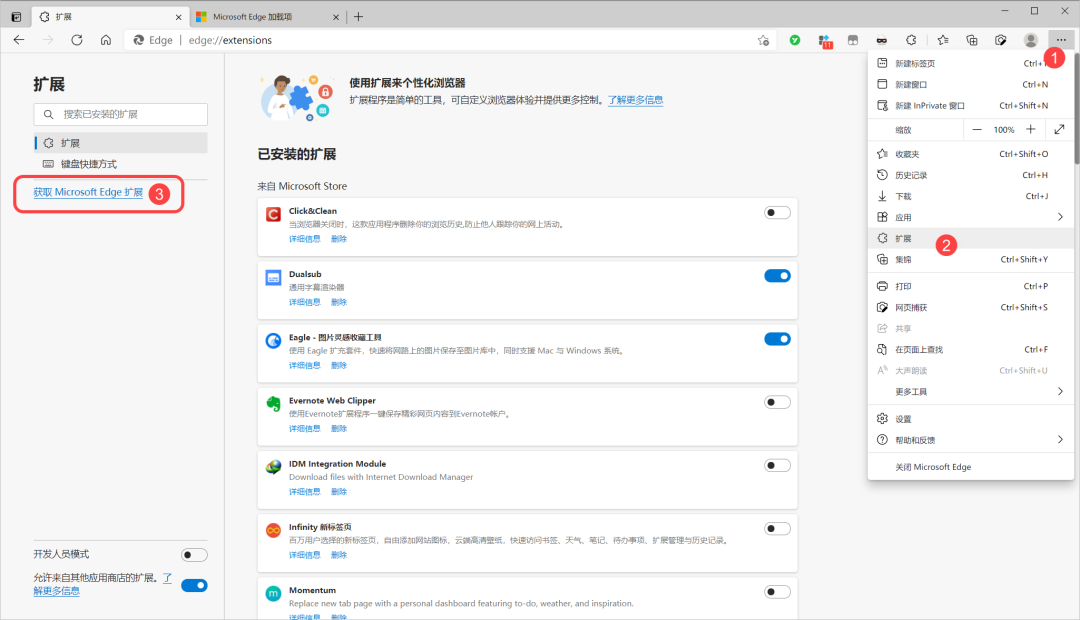 扩展
Microsoft Edge 加载项
Edge
edge://extensions
11
扩展
搜索已安装的扩展
扩展
键盘快捷方式
获取 Microsoft Edge 扩展
3
开发人员模式
允许来自其他应用商店的扩展。了
解更多信息
使用扩展来个性化浏览器
扩展程序是简单的工具，可自定义浏览器体验并提供更多控制。了解更多信息
已安装的扩展
来自 Microsoft Store
Click&Clean
当浏览器关闭时，这款应用程序删除你的浏览历史,防止他人跟踪你的网上活动。
详细信息 删除
Dualsub
通用字幕渲染器
详细信息 删除
Eagle - 图片灵感收藏工具
使用 Eagle 扩充套件，快速将网路上的图片保存至图片库中，同时支援 Mac 与 Windows 系统。
详细信息 删除
Evernote Web Clipper
使用Evernote扩展程序一键保存精彩网页内容到Evernote帐户。
详细信息 删除
IDM Integration Module
Download files with Internet Download Manager
详细信息 删除
Infinity 新标签页
百万用户选择的新标签页，自由添加网站图标，云端高清壁纸，快速访问书签、天气、笔记、待办事项、扩展管理与历史记录。
详细信息 删除
Momentum
Replace new tab page with a personal dashboard featuring to-do, weather, and inspiration.
详细信息 删除
1
新建标签页 Ctrl+
新建窗口 Ctrl+N
新建 InPrivate 窗口 Ctrl+Shift+N
缩放 100%
收藏夹 Ctrl+Shift+O
历史记录 Ctrl+H
下载 Ctrl+J
应用
扩展
2
集锦 Ctrl+Shift+Y
打印 Ctrl+P
网页捕获 Ctrl+Shift+S
共享
在页面上查找 Ctrl+F
大声朗读 Ctrl+Shift+U
更多工具
设置
帮助和反馈
关闭 Microsoft Edge